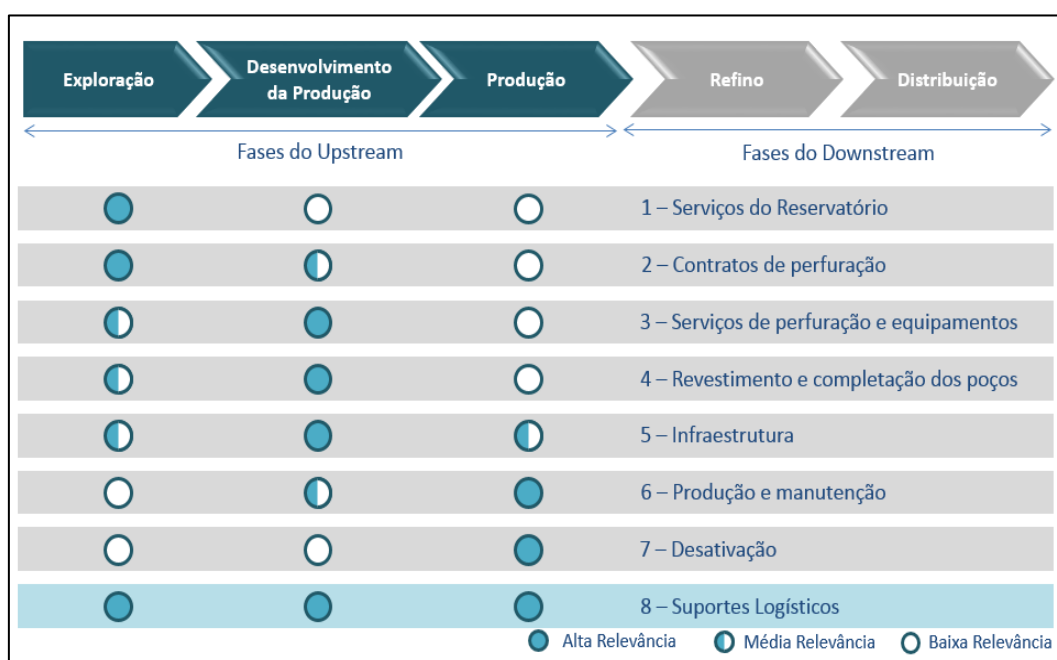 Exploração
Desenvolvimento
da Produção
Produção
Refino
Distribuição
Fases do Upstream
Fases do Downstream
1 – Serviços do Reservatório
2 – Contratos de perfuração
3 – Serviços de perfuração e equipamentos
4 – Revestimento e completação dos poços
5 – Infraestrutura
6 – Produção e manutenção
7 – Desativação
8 – Suportes Logísticos
Alta Relevância
Média Relevância
Baixa Relevância